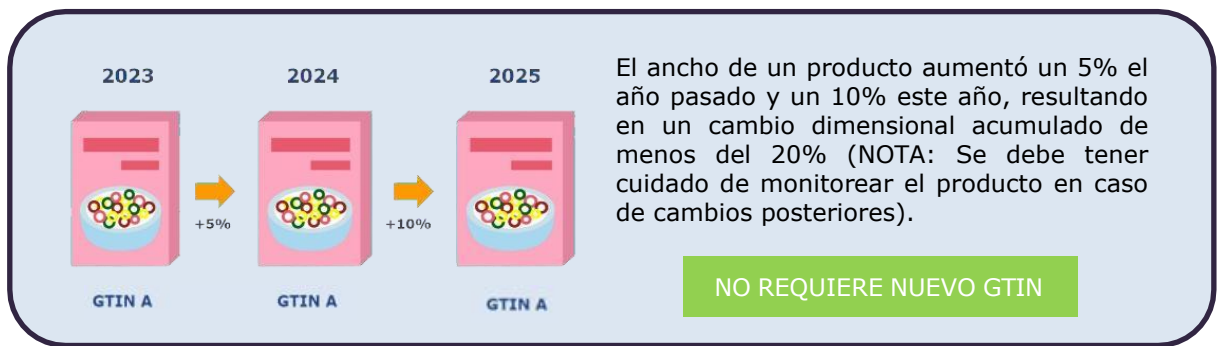 2023
2024
2025
+5%
+10%
GTIN A
GTIN A
GTIN A
El ancho de un producto aumentó un 5% el
año pasado y un 10% este año, resultando
en un cambio dimensional acumulado de
menos del 20% (NOTA: Se debe tener
cuidado de monitorear el producto en caso
de cambios posteriores).
NO REQUIERE NUEVO GTIN